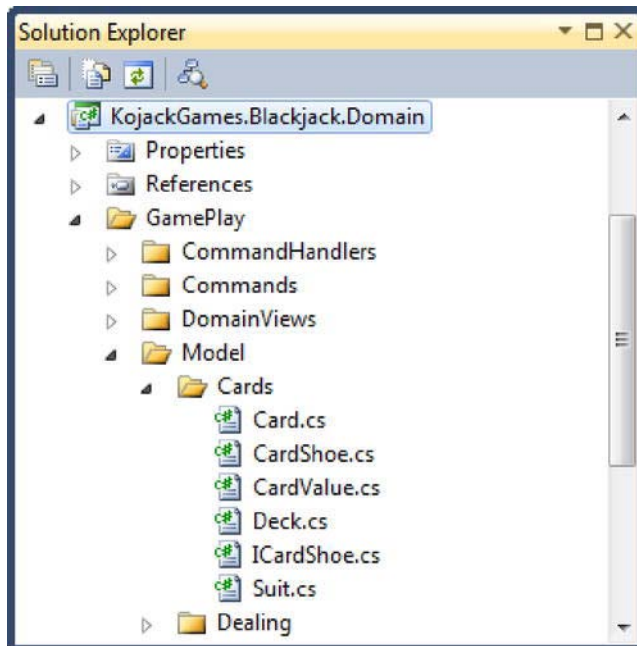 Solution Explorer
KojackGames.Blackjack.Domain
Properties
References
GamePlay
CommandHandlers
Commands
DomainViews
Model
Cards
Card.cs
CardShoe.cs
CardValue.cs
Deck.cs
ICardShoe.cs
Suit.cs
Dealing